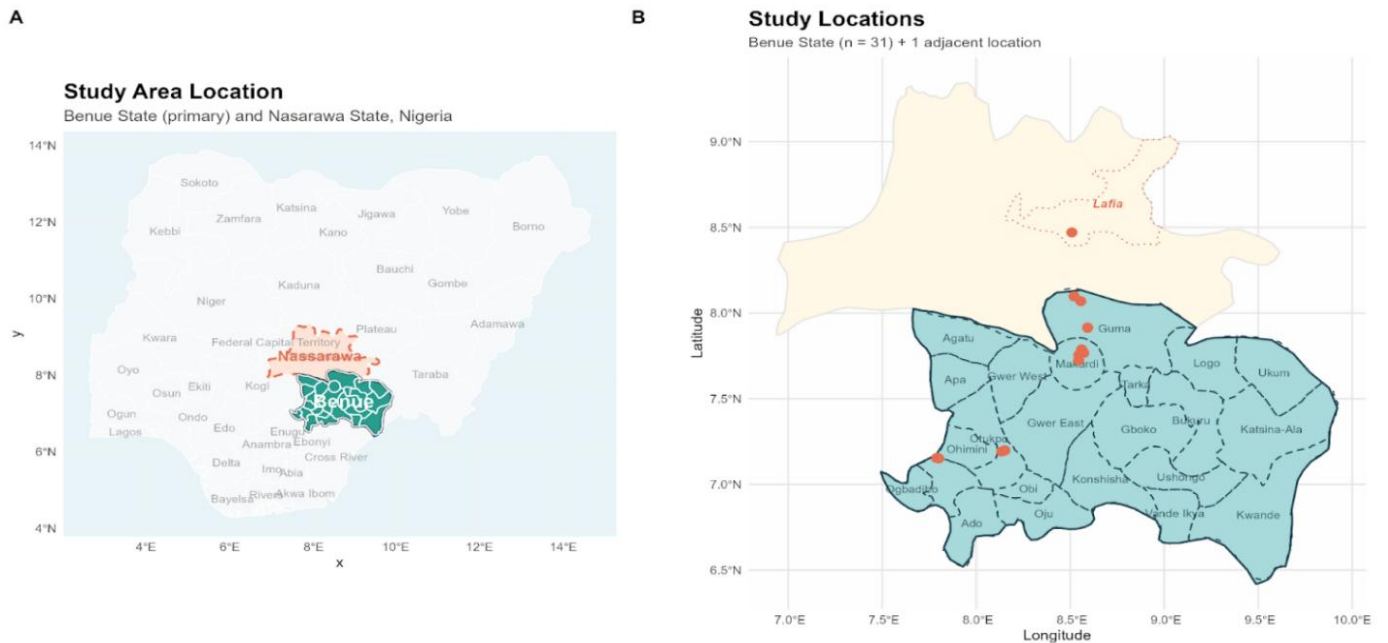 A
Study Area Location
Benue State (primary) and Nasarawa State, Nigeria
14°N
12°N
10°N
8°N
6°N
4°N
y
Sokoto
Katsina
Zamfara
Jigawa
Yobe
Kebbi
Kano
Borno
Bauchi
Kaduna
Gombe
Niger
Adamawa
Plateau
Kwara
Federal Capital Territory
Nassarawa
Oyo
Taraba
Ekiti
Kogi
Osun
Benue
Ogun
Ondo
Lagos
Edo
Enugu
Anambra
Ebonyi
Cross River
Delta
Imo
Abia
Bayelsa
Rivers
Akwa Ibom
4°E
6°E
8°E
10°E
12°E
14°E
x
B
Study Locations
Benue State (n = 31) + 1 adjacent location
9.0°N
8.5°N
8.0°N
7.5°N
7.0°N
6.5°N
Latitude
Lafia
Guma
Agatu
Makurdi
Logo
Apa
Gwer West
Tarka
Ukum
Gwer East
Gboko
Bukuru
Katsina-Ala
Otukpo
Ohimini
Konshisha
Ushongo
Ogbadibo
Obi
Ado
Oju
Vande Ikya
Kwande
7.0°E
7.5°E
8.0°E
8.5°E
9.0°E
9.5°E
10.0°E
Longitude